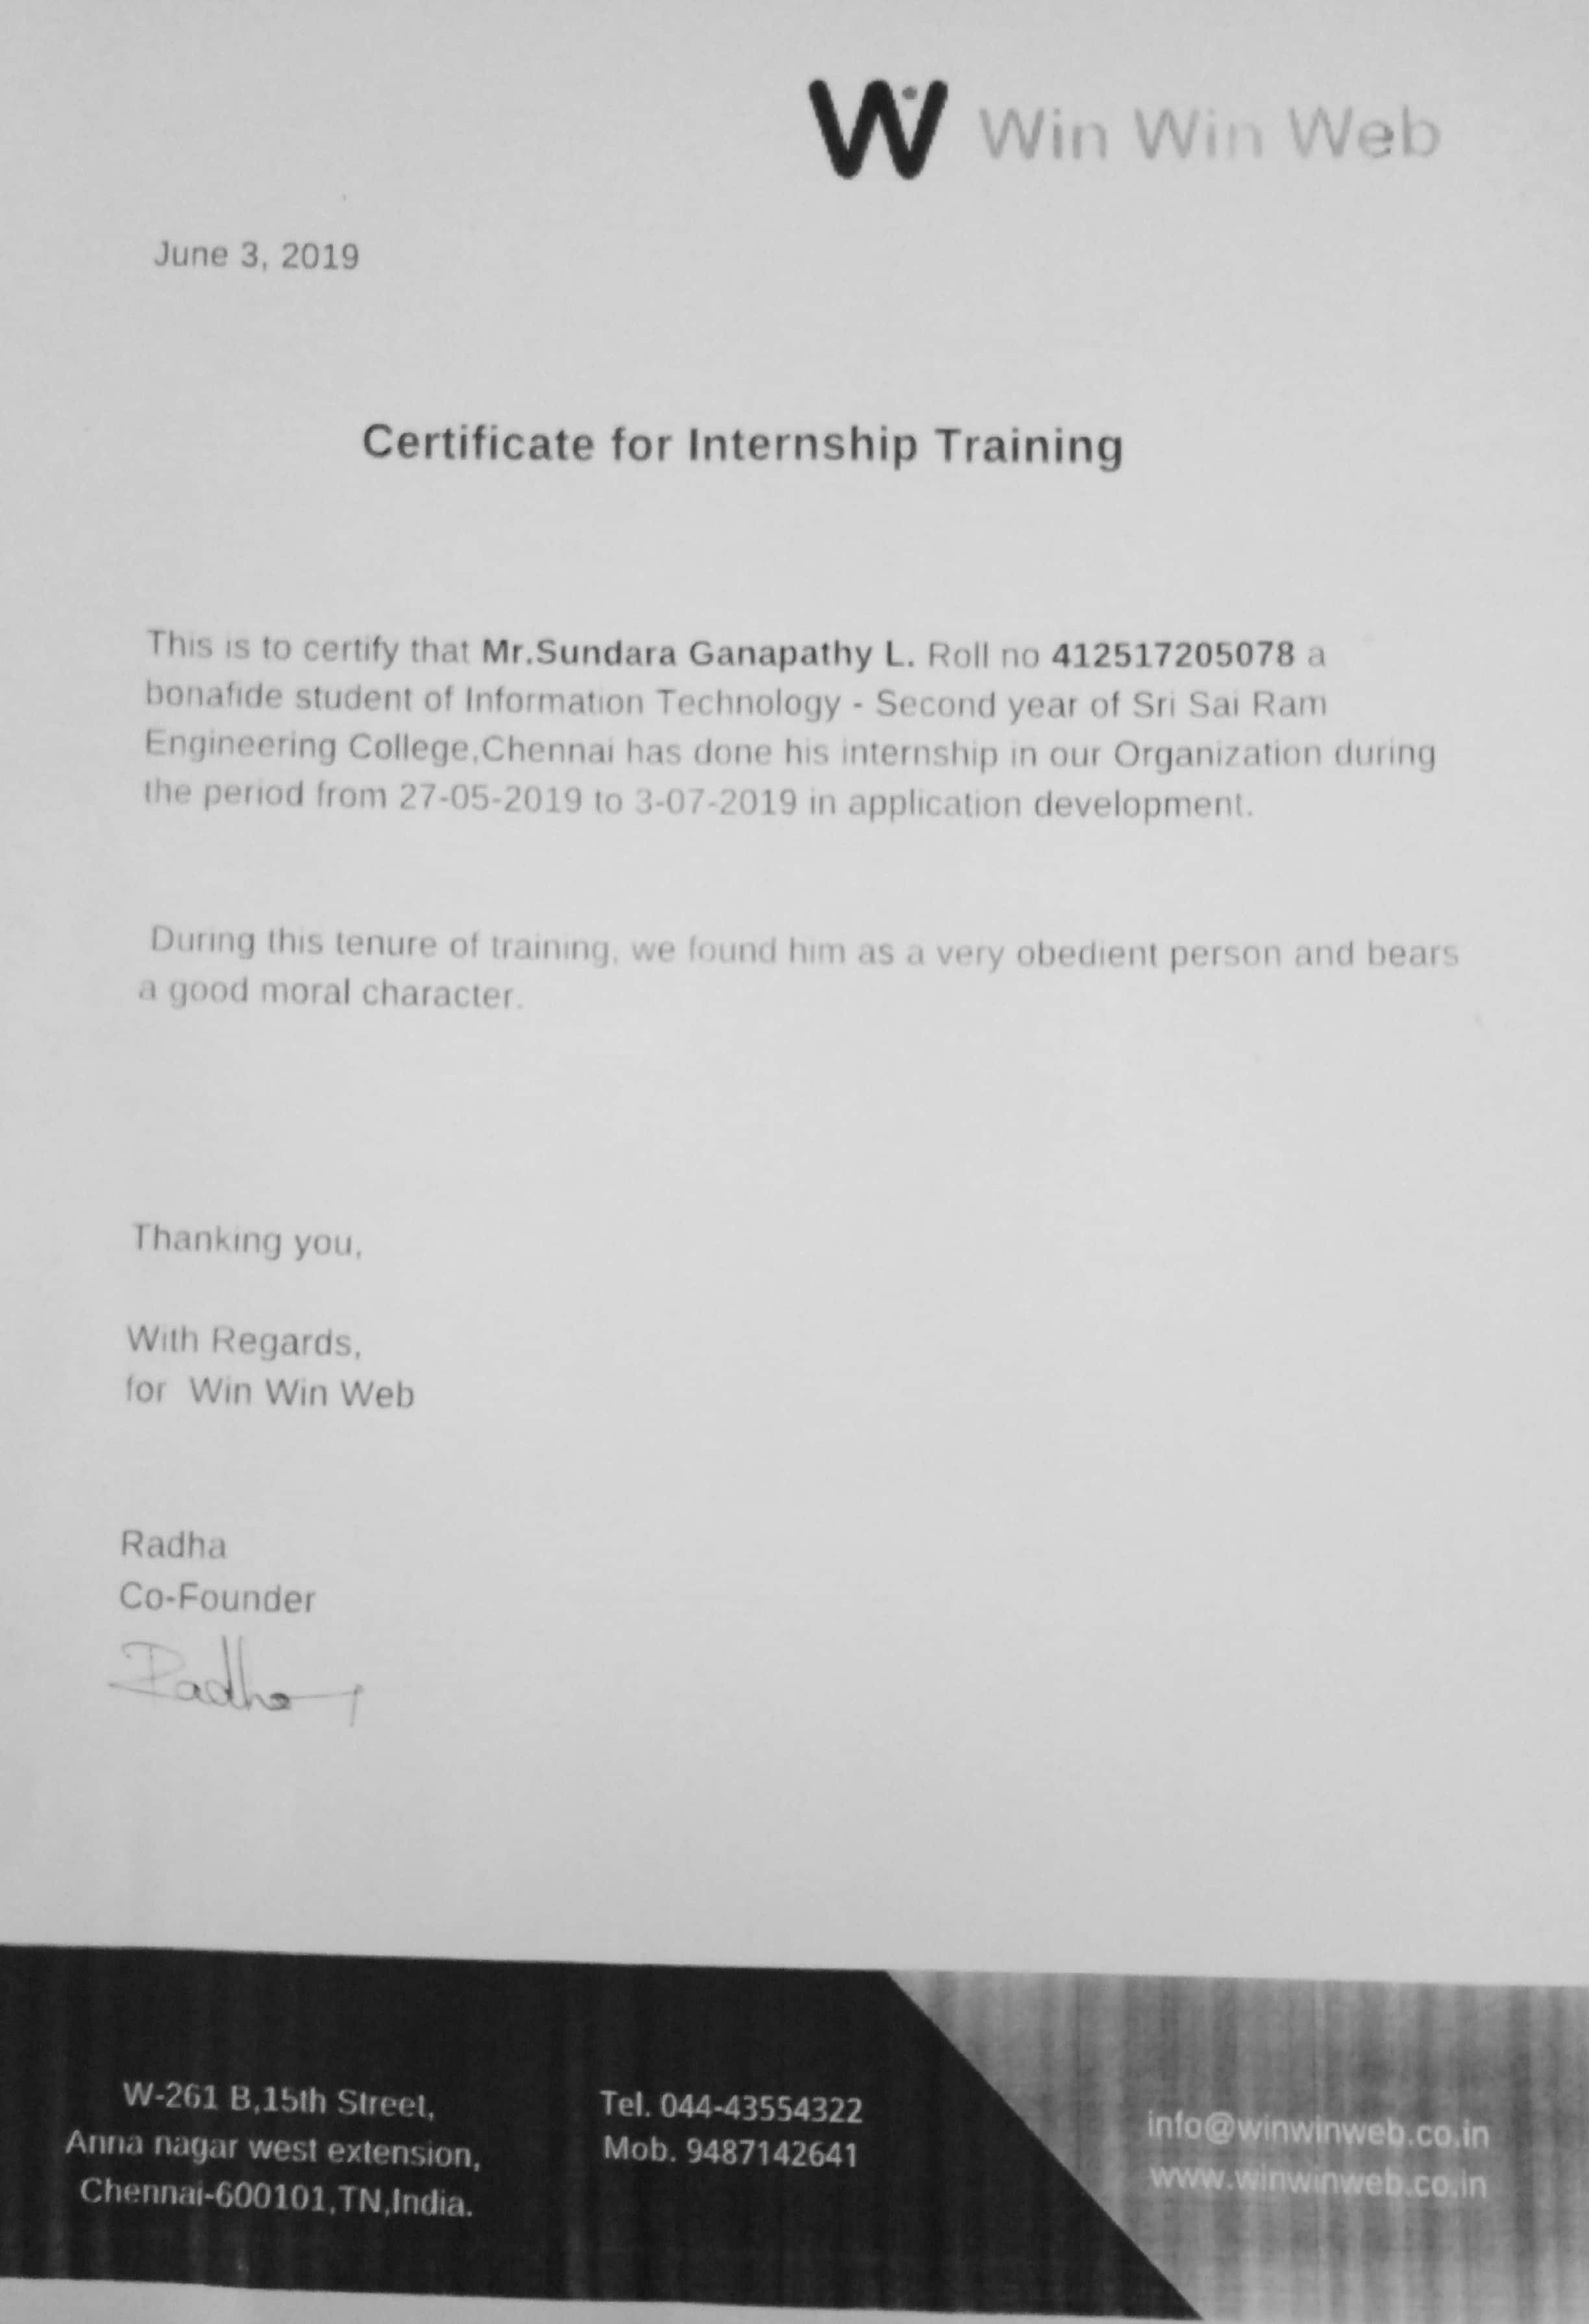 W Win Win Web
June 3, 2019
Certificate for Internship Training
This is to certify that Mr.Sundara Ganapathy L. Roll no 412517205078 a
bonafide student of Information Technology - Second year of Sri Sai Ram
Engineering College,Chennai has done his internship in our Organization during
the period from 27-05-2019 to 3-07-2019 in application development.
During this tenure of training, we found him as a very obedient person and bears
a good moral character.
Thanking you,
With Regards,
for Win Win Web
Radha
Co-Founder
Radha
W-261 B,15th Street,
Anna nagar west extension,
Chennai-600101,TN,India.
Tel. 044-43554322
Mob. 9487142641
info@winwinweb.co.in
www.winwinweb.co.in